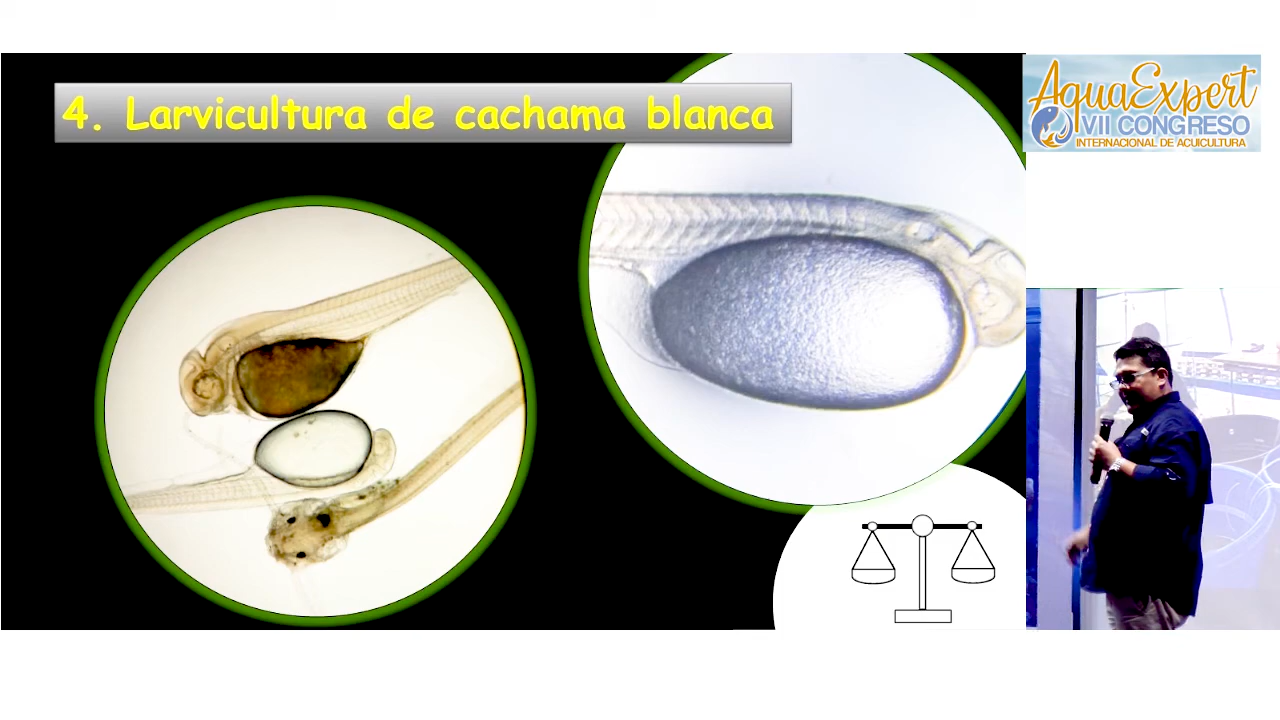 4. Larvicultura de cachama blanca
AquaExpert
VII CONGRESO
INTERNACIONAL DE ACUICULTURA